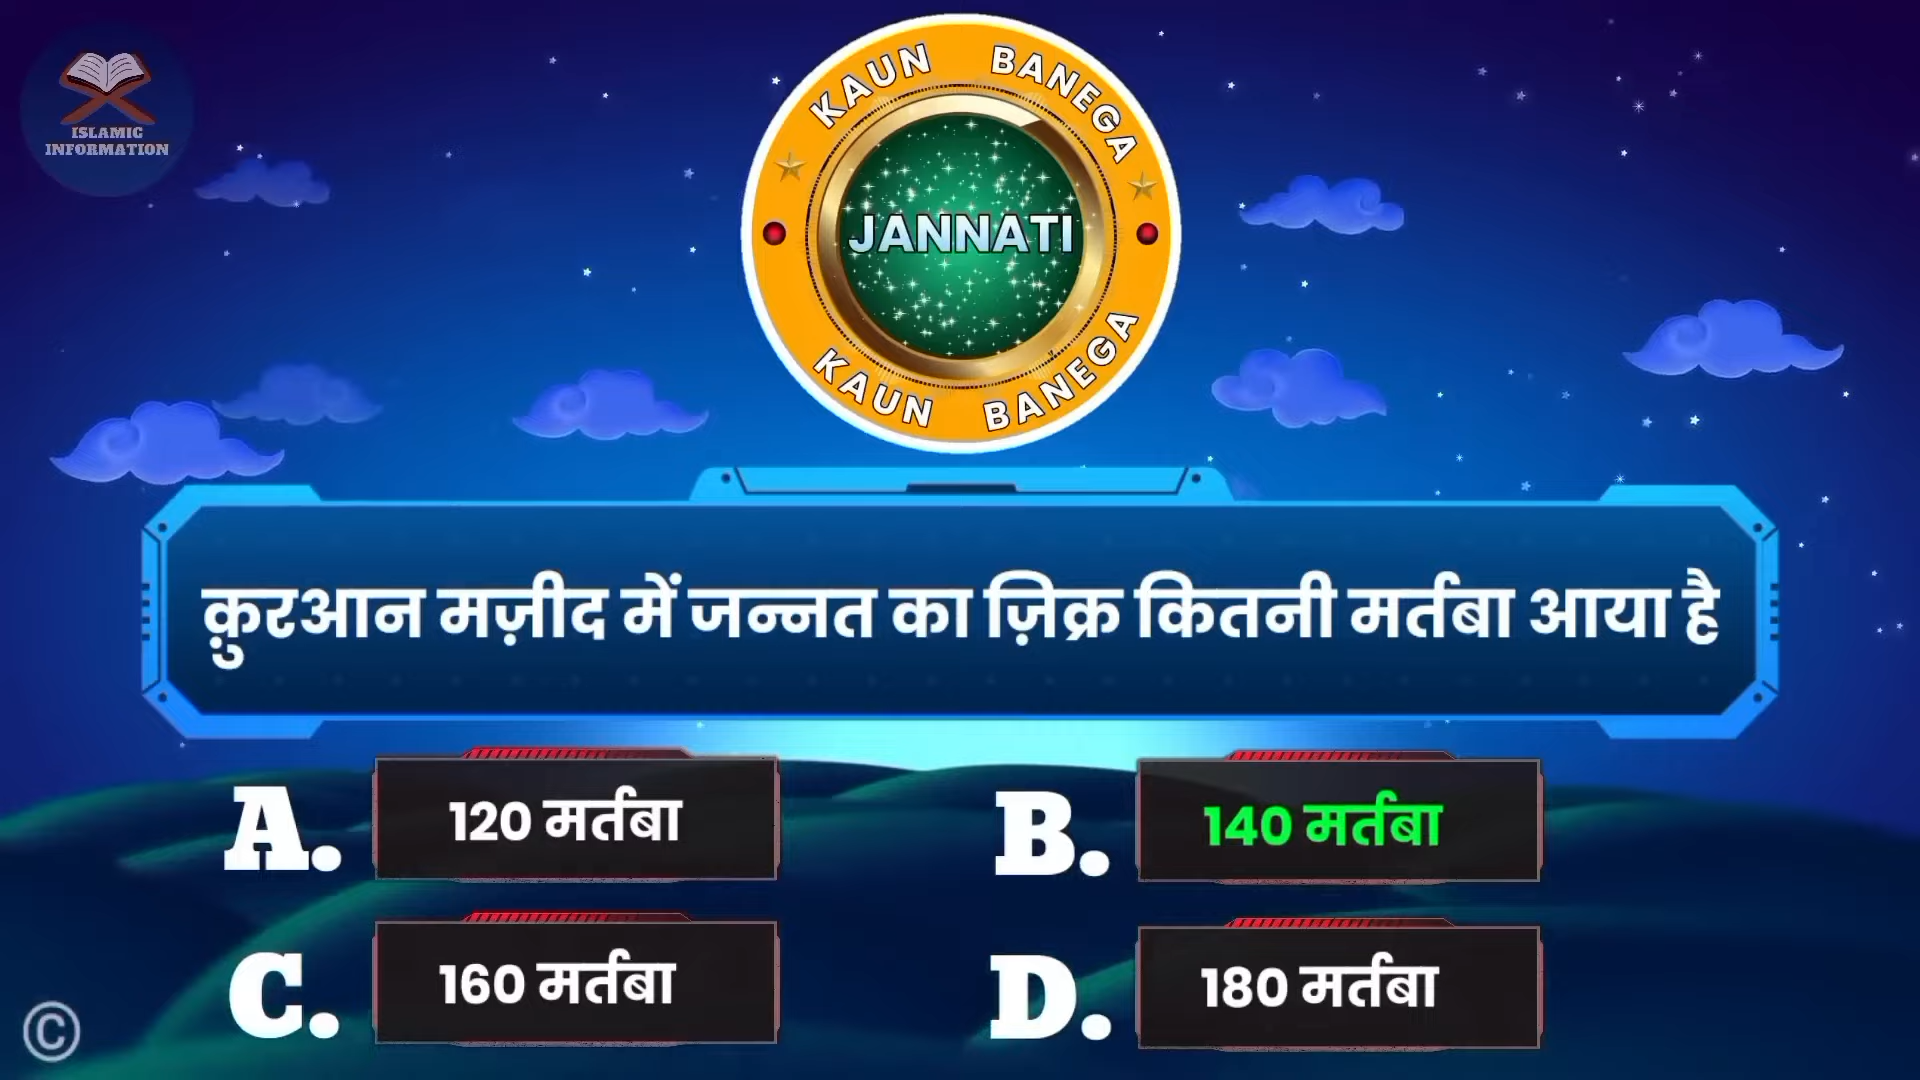 ISLAMIC
INFORMATION
KAUN BANEGA
JANNATI
KAUN BANEGA
क़ुरआन मज़ीद में जन्नत का ज़िक्र कितनी मर्तबा आया है
A. 120 मर्तबा
B. 140 मर्तबा
C. 160 मर्तबा
D. 180 मर्तबा
©